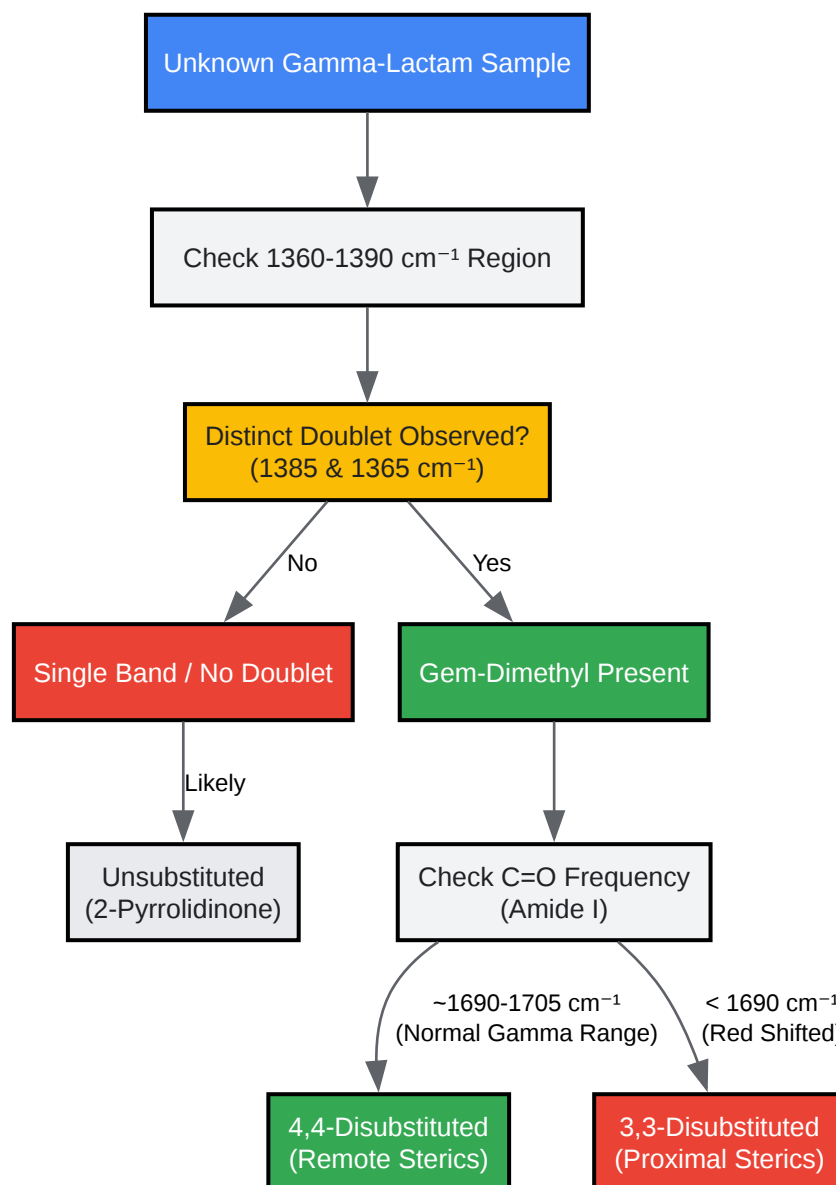 Unknown Gamma-Lactam Sample
Check 1360-1390 cm⁻¹ Region
Distinct Doublet Observed?
(1385 & 1365 cm⁻¹)
No
Yes
Single Band / No Doublet
Gem-Dimethyl Present
Likely
Unsubstituted
(2-Pyrrolidinone)
Check C=O Frequency
(Amide I)
~1690-1705 cm⁻¹
(Normal Gamma Range)
< 1690 cm⁻¹
(Red Shifted)
4,4-Disubstituted
(Remote Sterics)
3,3-Disubstituted
(Proximal Sterics)